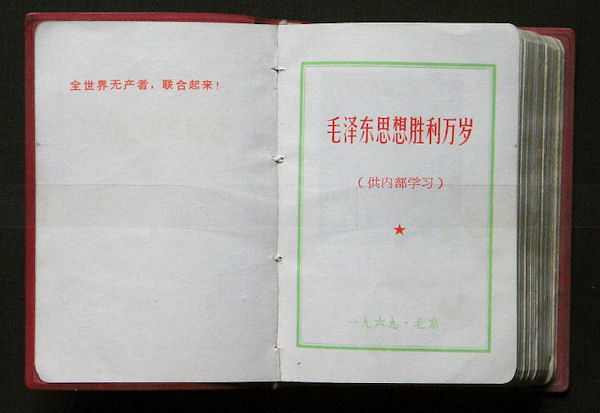 全世界无产者，联合起来！
毛泽东思想胜利万岁
（供内部学习）
★
一九六九·北京